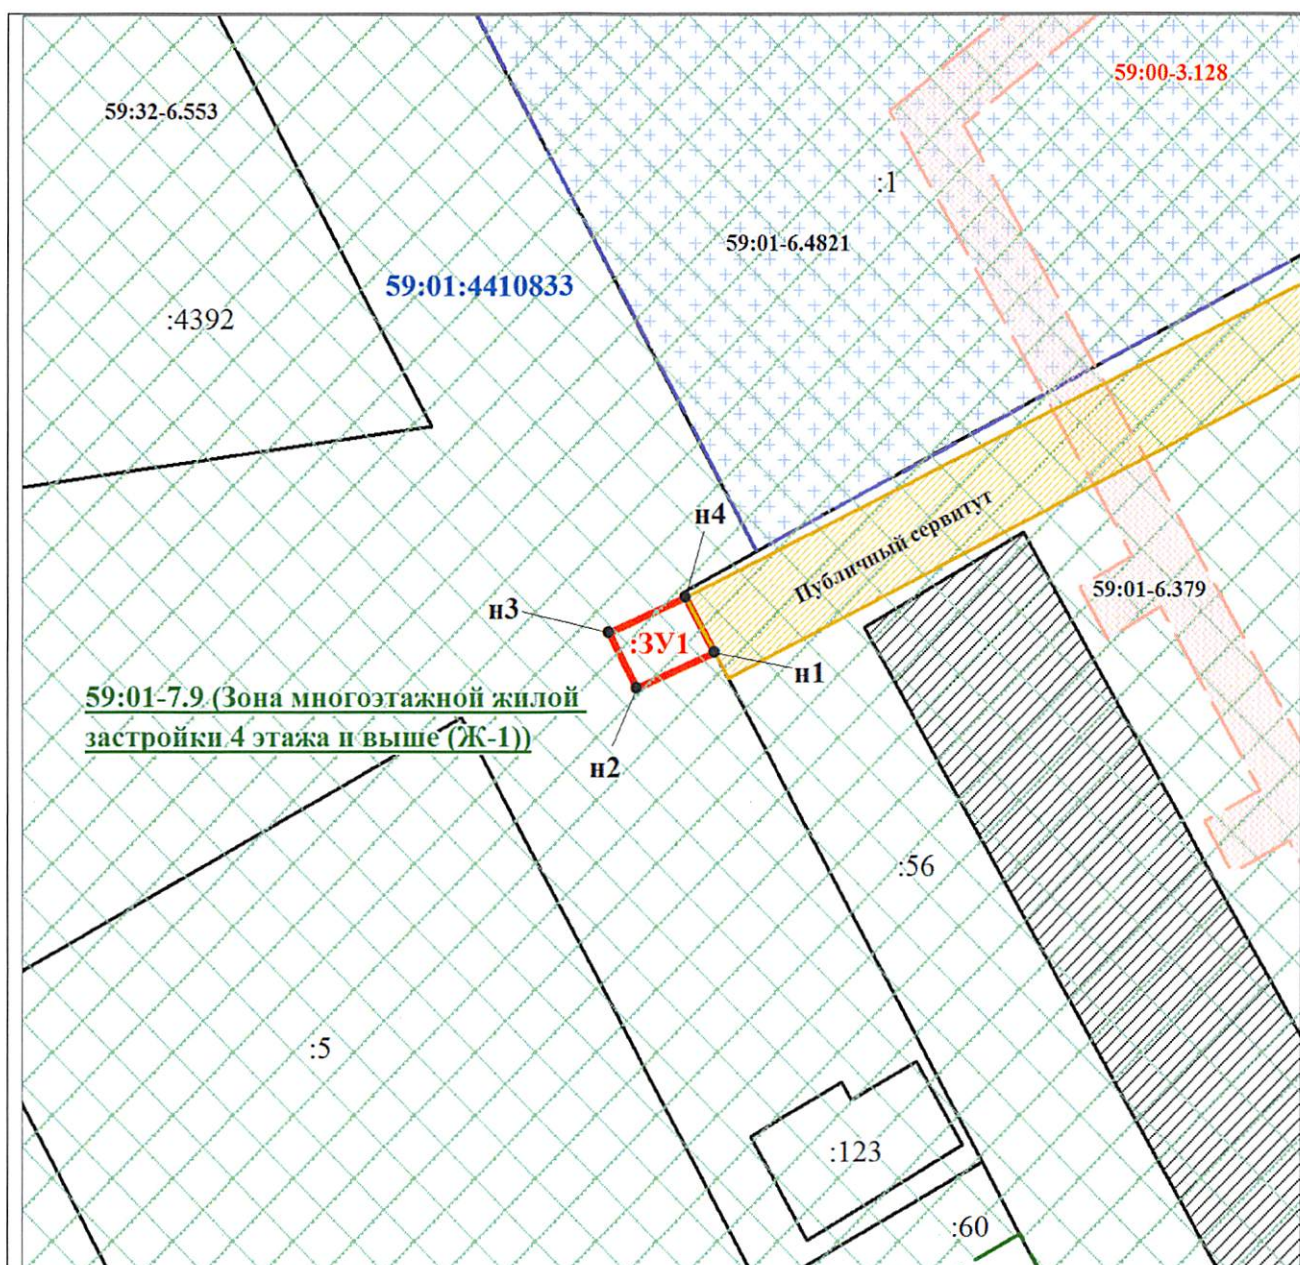 59:00-3.128
59:32-6.553
:1
59:01-6.4821
59:01:4410833
:4392
н4
Публичный сервитут
59:01-6.379
н3
:ЗУ1
н1
59:01-7.9 (Зона многоэтажной жилой
застройки 4 этажа и выше (Ж-1))
н2
:56
:5
:123
:60